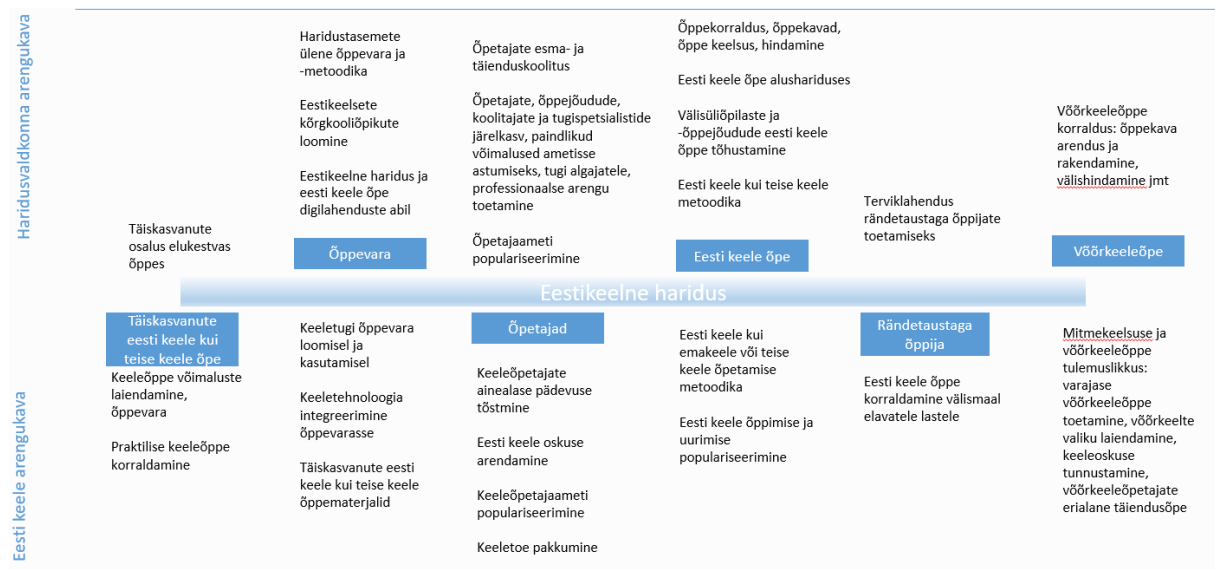 Haridusvaldkonna arengukava
Täiskasvanute
osalus elukestvas
õppes
Haridustasemete
ülene õppevara ja
-metoodika
Eestikeelsete
kõrgkooliõpikute
loomine
Eestikeelne haridus ja
eesti keele õpe
digilahenduste abil
Õppevara
Õpetajate esma- ja
täienduskoolitus
Õpetajate, õppejõudude,
koolitajate ja tugispetsialistide
järelkasv, paindlikud
võimalused ametisse
astumiseks, tugi algajatele,
professionaalse arengu
toetamine
Õpetajaameti
populariseerimine
Õppekorraldus, õppekavad,
õppe keelsus, hindamine
Eesti keele õpe alushariduses
Välisüliõpilaste ja
-õppejõudude eesti keele
õppe tõhustamine
Eesti keele kui teise keele
metoodika
Eesti keele õpe
Terviklahendus
rändetaustaga õppijate
toetamiseks
Võõrkeeleõppe
korraldus: õppekava
arendus ja
rakendamine,
välishindamine jmt
Võõrkeeleõpe
Eestikeelne haridus
Eesti keele arengukava
Täiskasvanute
eesti keele kui
teise keele õpe
Keeleõppe võimaluste
laiendamine,
õppevara
Praktilise keeleõppe
korraldamine
Keeletugi õppevara
loomisel ja
kasutamisel
Keeletehnoloogia
integreerimine
õppevarasse
Täiskasvanute eesti
keele kui teise keele
õppematerjalid
Õpetajad
Keeleõpetajate
ainealase pädevuse
tõstmine
Eesti keele oskuse
arendamine
Keeleõpetajaameti
populariseerimine
Keeletoe pakkumine
Eesti keele kui
emakeele või teise
keele õpetamise
metoodika
Eesti keele õppimise ja
uurimise
populariseerimine
Rändetaustaga
õppija
Eesti keele õppe
korraldamine välismaal
elavatele lastele
Mitmekeelsuse ja
võõrkeeleõppe
tulemuslikkus:
varajase
võõrkeeleõppe
toetamine, võõrkeelte
valiku laiendamine,
keeleoskuse
tunnustamine,
võõrkeeleõpetajate
erialane täiendusõpe